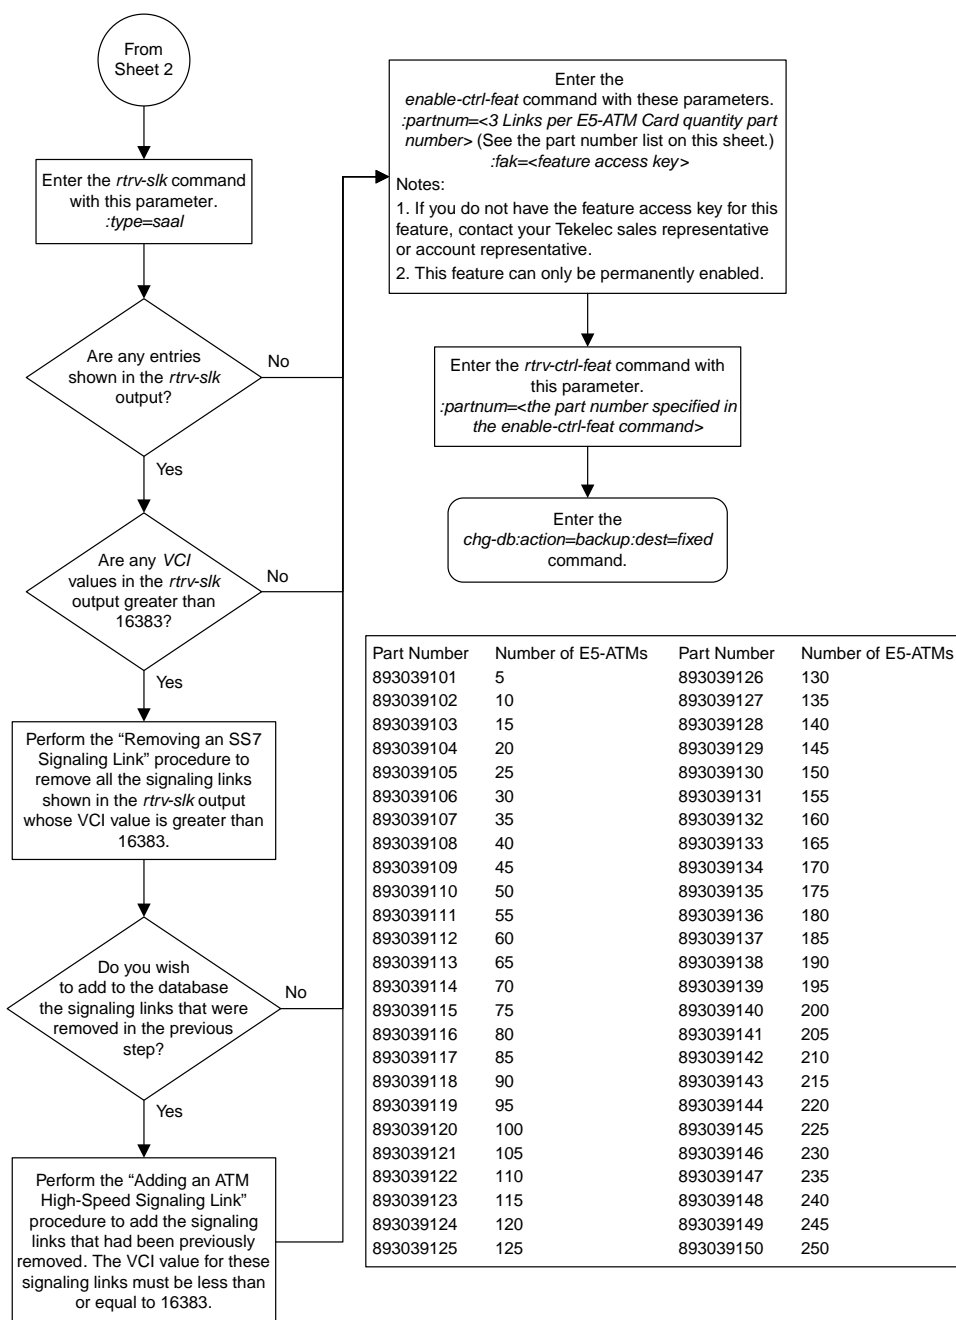 From
Sheet 2
Enter the rtrv-slk command
with this parameter.
:type=saal
Are any entries
shown in the rtrv-slk
output?
No
Yes
Are any VCI
values in the rtrv-slk
output greater than
16383?
No
Yes
Perform the “Removing an SS7
Signaling Link” procedure to
remove all the signaling links
shown in the rtrv-slk output
whose VCI value is greater than
16383.
Do you wish
to add to the database
the signaling links that were
removed in the previous
step?
No
Yes
Perform the “Adding an ATM
High-Speed Signaling Link”
procedure to add the signaling
links that had been previously
removed. The VCI value for these
signaling links must be less than
or equal to 16383.
Enter the
enable-ctrl-feat command with these parameters.
:partnum=<3 Links per E5-ATM Card quantity part
number> (See the part number list on this sheet.)
:fak=<feature access key>
Notes:
1. If you do not have the feature access key for this
feature, contact your Tekelec sales representative
or account representative.
2. This feature can only be permanently enabled.
Enter the rtrv-ctrl-feat command with
this parameter.
:partnum=<the part number specified in
the enable-ctrl-feat command>
Enter the
chg-db:action=backup:dest=fixed
command.
Part Number Number of E5-ATMs Part Number Number of E5-ATMs
893039101 5 893039126 130
893039102 10 893039127 135
893039103 15 893039128 140
893039104 20 893039129 145
893039105 25 893039130 150
893039106 30 893039131 155
893039107 35 893039132 160
893039108 40 893039133 165
893039109 45 893039134 170
893039110 50 893039135 175
893039111 55 893039136 180
893039112 60 893039137 185
893039113 65 893039138 190
893039114 70 893039139 195
893039115 75 893039140 200
893039116 80 893039141 205
893039117 85 893039142 210
893039118 90 893039143 215
893039119 95 893039144 220
893039120 100 893039145 225
893039121 105 893039146 230
893039122 110 893039147 235
893039123 115 893039148 240
893039124 120 893039149 245
893039125 125 893039150 250